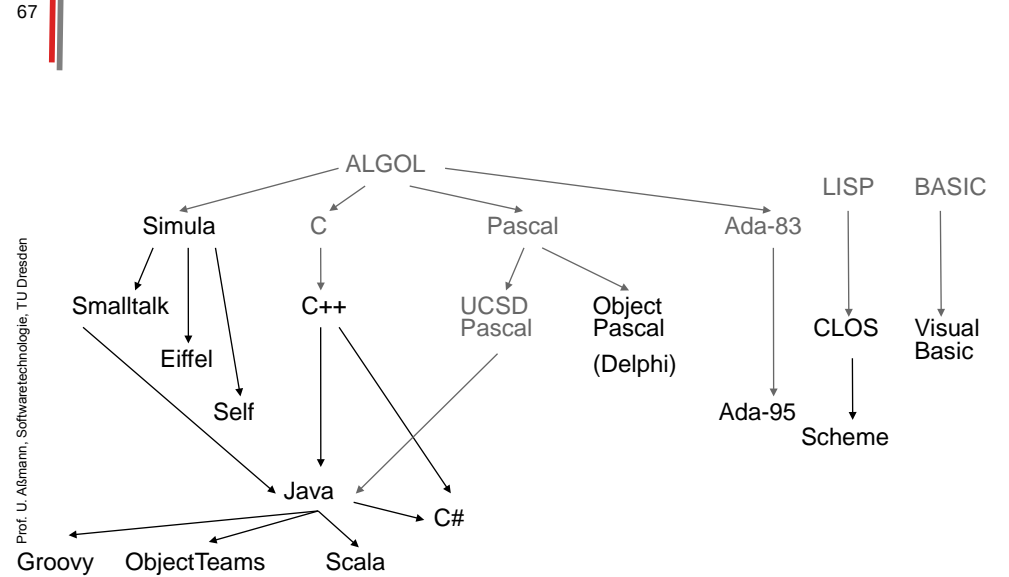 67
ALGOL
LISP
BASIC
Simula
C
Pascal
Ada-83
Smalltalk
C++
UCSD
Pascal
Object
Pascal
(Delphi)
CLOS
Visual
Basic
Eiffel
Self
Ada-95
Scheme
Java
C#
Groovy
ObjectTeams
Scala
Prof. U. Aßmann, Softwaretechnologie, TU Dresden